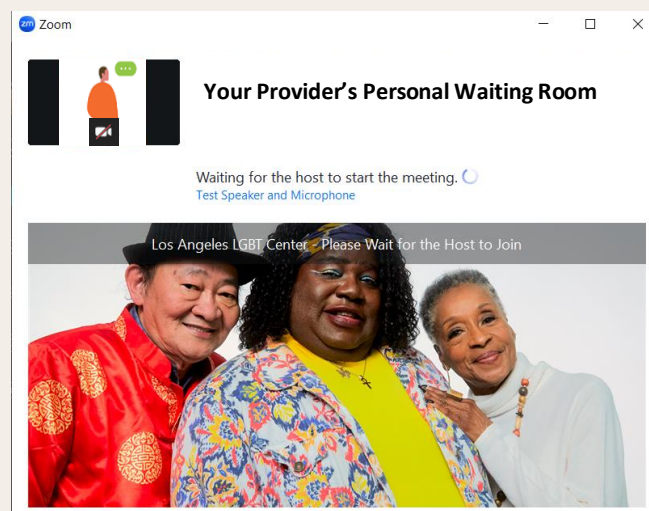 zm Zoom
Your Provider’s Personal Waiting Room
Waiting for the host to start the meeting.
Test Speaker and Microphone
Los Angeles LGBT Center - Please Wait for the Host to Join